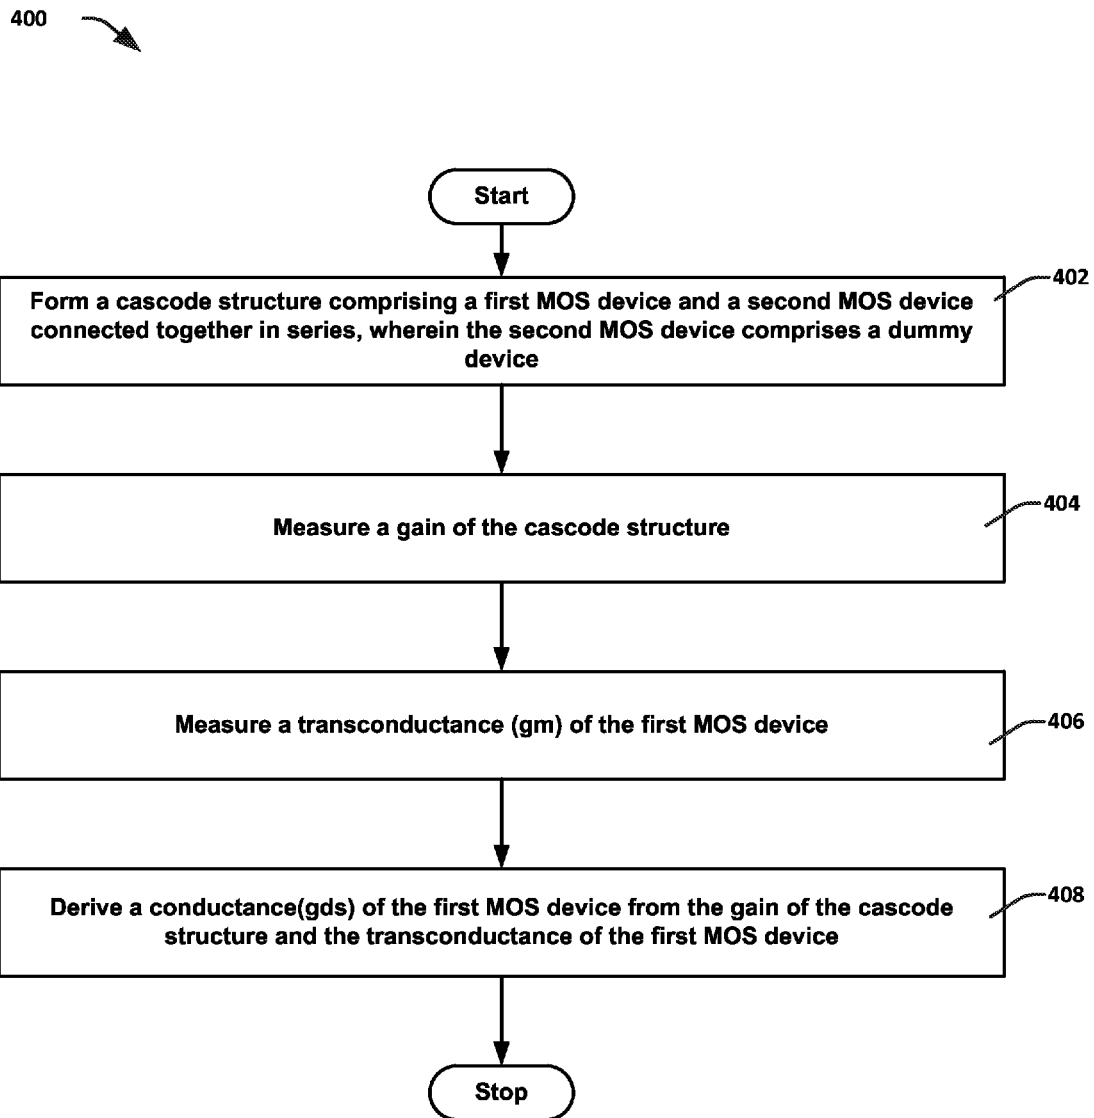 400
Start
402
Form a cascode structure comprising a first MOS device and a second MOS device
connected together in series, wherein the second MOS device comprises a dummy
device
404
Measure a gain of the cascode structure
406
Measure a transconductance (gm) of the first MOS device
408
Derive a conductance(gds) of the first MOS device from the gain of the cascode
structure and the transconductance of the first MOS device
Stop